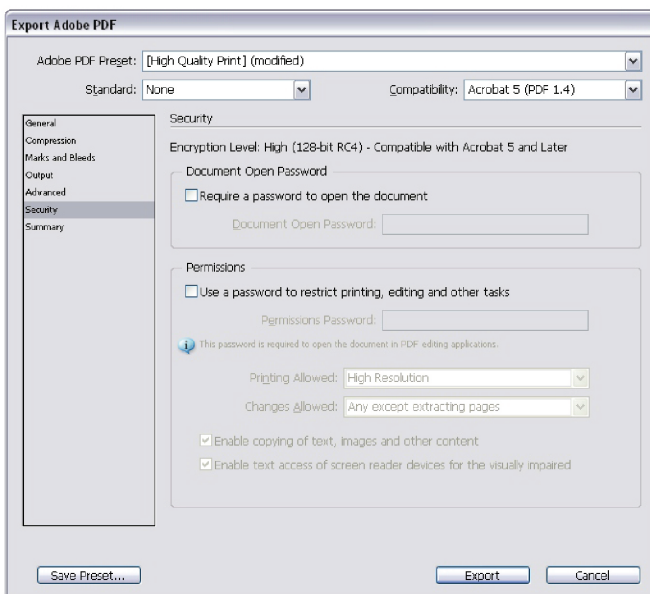 Export Adobe PDF
Adobe PDF Preset: [High Quality Print] (modified)
Standard: None Compatibility: Acrobat 5 (PDF 1.4)
General
Compression
Marks and Bleeds
Output
Advanced
Security
Summary
Security
Encryption Level: High (128-bit RC4) - Compatible with Acrobat 5 and Later
Document Open Password
Require a password to open the document
Document Open Password:
Permissions
Use a password to restrict printing, editing and other tasks
Permissions Password:
This password is required to open the document in PDF editing applications.
Printing Allowed: High Resolution
Changes Allowed: Any except extracting pages
Enable copying of text, images and other content
Enable text access of screen reader devices for the visually impaired
Save Preset... Export Cancel